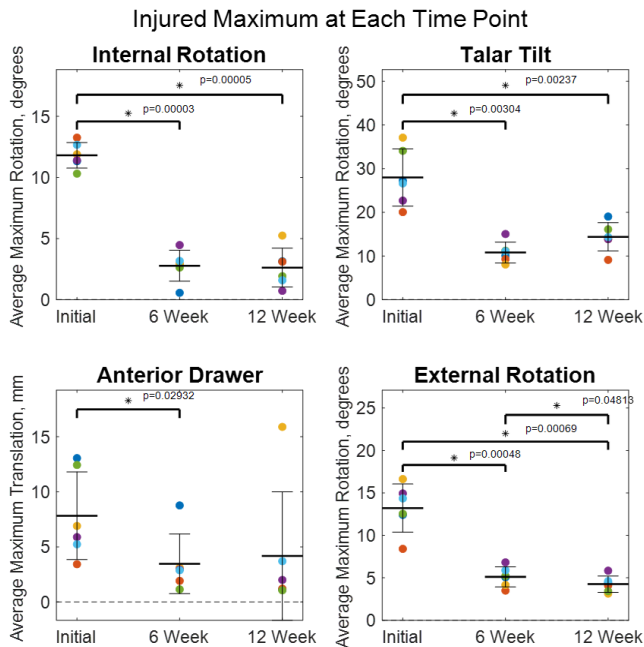 Injured Maximum at Each Time Point
Internal Rotation
Average Maximum Rotation, degrees
15
10
5
0
* p=0.00005
* p=0.00003
Initial 6 Week 12 Week
Talar Tilt
Average Maximum Rotation, degrees
50
40
30
20
10
0
* p=0.00237
* p=0.00304
Initial 6 Week 12 Week
Anterior Drawer
Average Maximum Translation, mm
15
10
5
0
* p=0.02932
Initial 6 Week 12 Week
External Rotation
Average Maximum Rotation, degrees
25
20
15
10
5
0
* p=0.04813
* p=0.00069
* p=0.00048
Initial 6 Week 12 Week